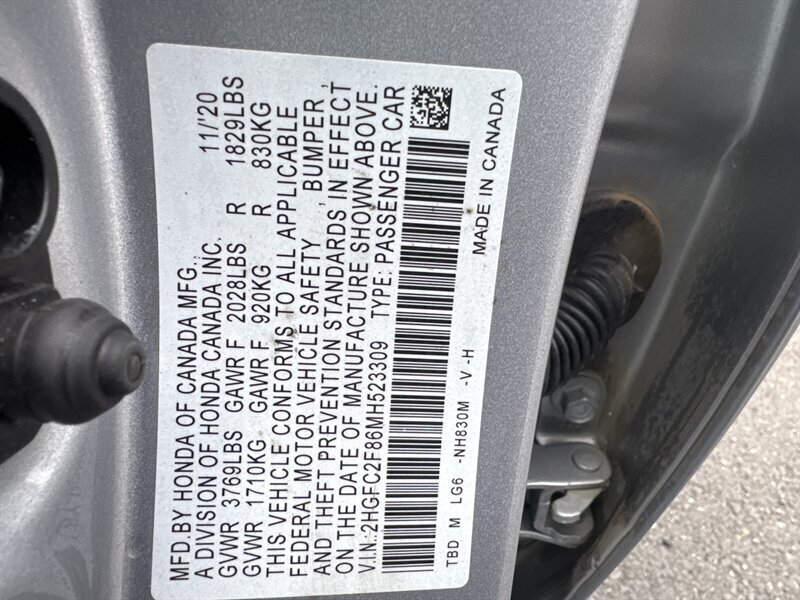 MFD.BY HONDA OF CANADA MFG., 11/'20
A DIVISION OF HONDA CANADA INC.
GVWR 3769LBS GAWR F 2028LBS R 1829LBS
GVWR 1710KG GAWR F 920KG R 830KG
THIS VEHICLE CONFORMS TO ALL APPLICABLE
FEDERAL MOTOR VEHICLE SAFETY , BUMPER ,
AND THEFT PREVENTION STANDARDS IN EFFECT
ON THE DATE OF MANUFACTURE SHOWN ABOVE.
V.I.N: 2HGFC2F86MH523309 TYPE: PASSENGER CAR
TBD M LG6 -NH830M -V -H
MADE IN CANADA